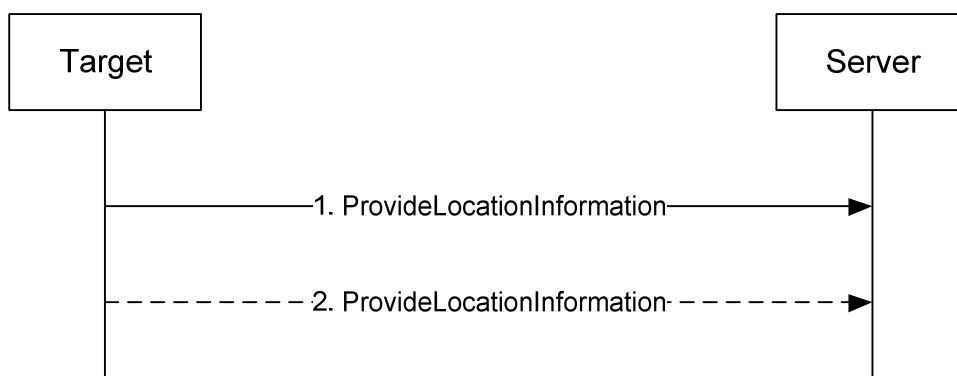 Target
Server
1. ProvideLocationInformation
2. ProvideLocationInformation